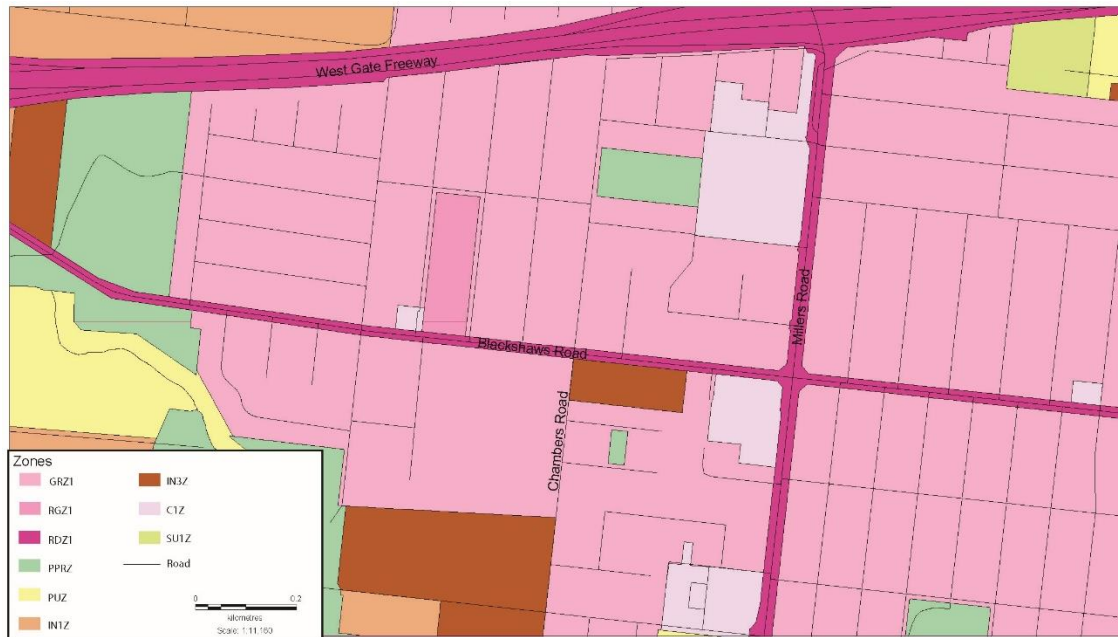 West Gate Freeway
Millers Road
Blackshaws Road
Chambers Road
Zones
GRZ1
RGZ1
RDZ1
PPRZ
PUZ
IN1Z
IN3Z
C1Z
SU1Z
Road
0 0.2
kilometres
Scale: 1:11,160